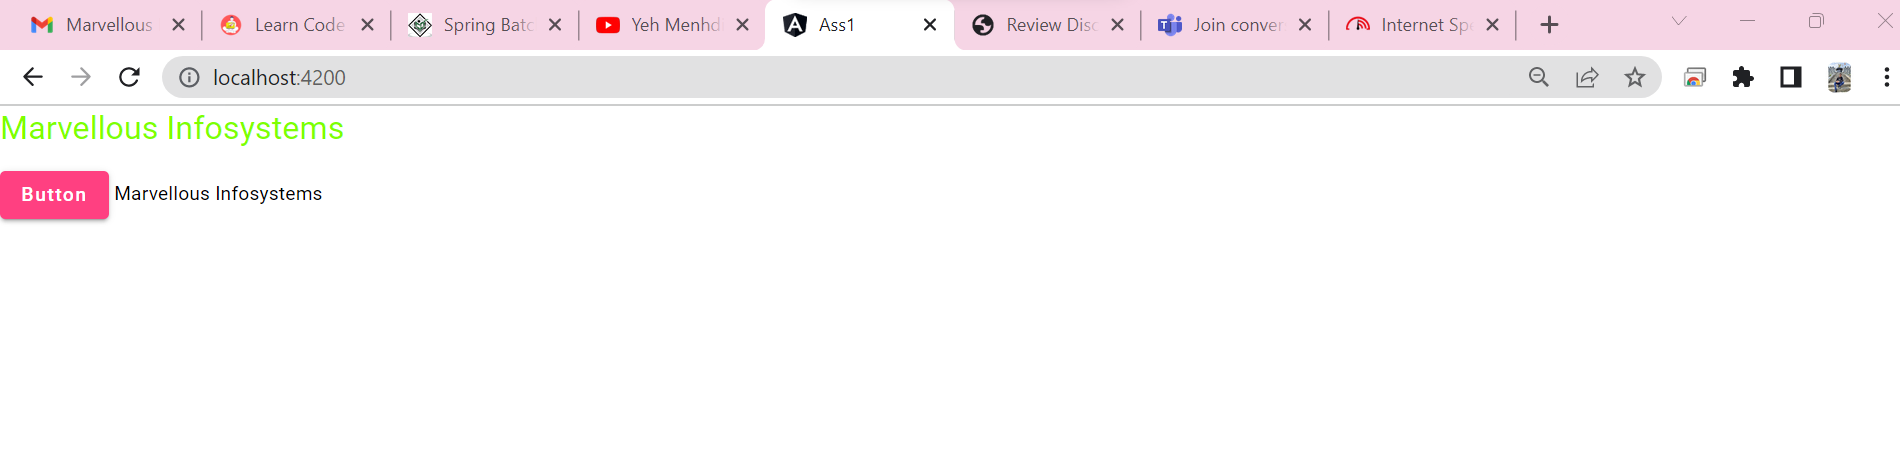 Marvellous
Learn Code
Spring Batc
Yeh Menhd
Ass1
Review Disc
Join conver
Internet Spe
localhost:4200
Marvellous Infosystems
Button Marvellous Infosystems